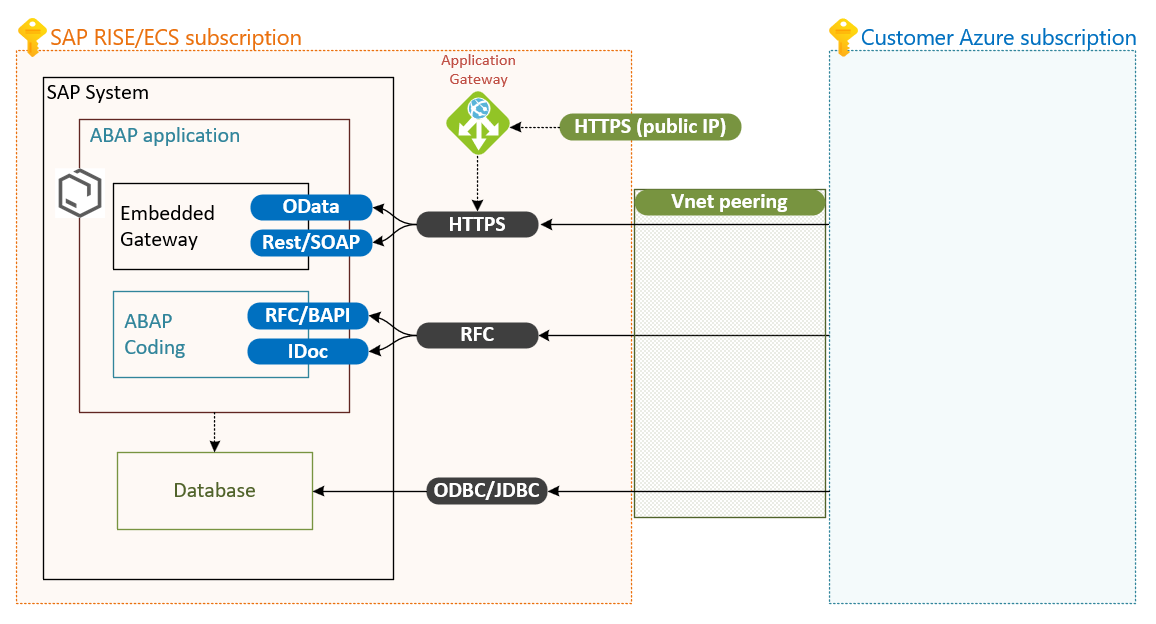 SAP RISE/ECS subscription
Customer Azure subscription
Application
Gateway
SAP System
HTTPS (public IP)
ABAP application
Vnet peering
Embedded
Gateway
OData
Rest/SOAP
HTTPS
ABAP
Coding
RFC/BAPI
IDoc
RFC
Database
ODBC/JDBC